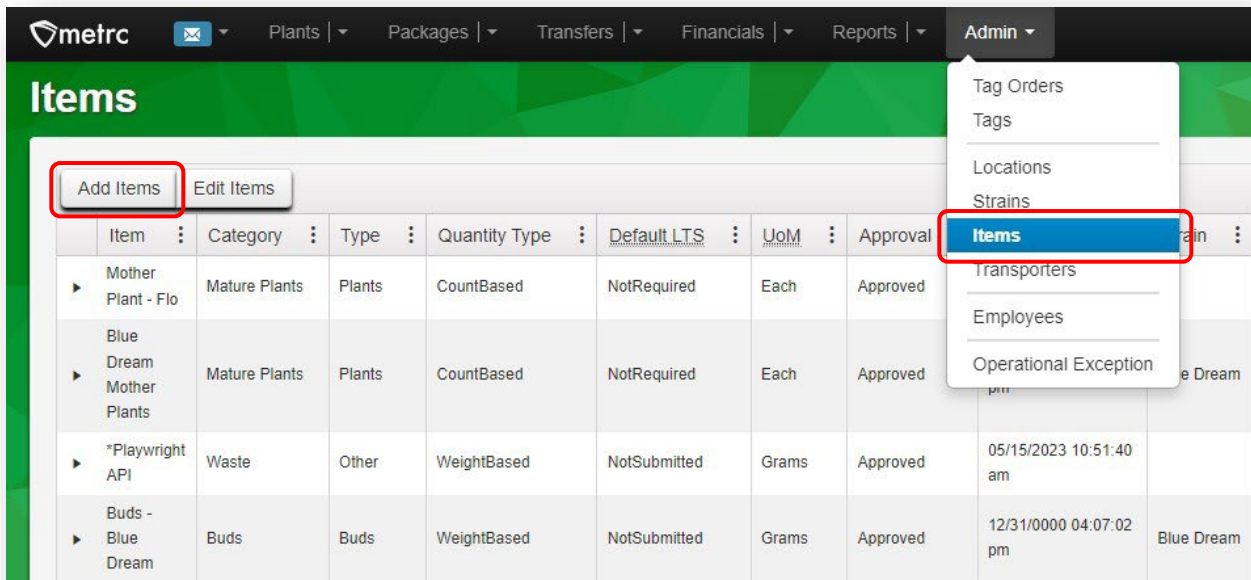 metrc Plants Packages Transfers Financials Reports Admin
Items
Tag Orders
Tags
Locations
Strains
Items
Transporters
Employees
Operational Exception
Add Items Edit Items
Item Category Type Quantity Type Default LTS UoM Approval
Mother
Plant - Flo
Mature Plants Plants CountBased NotRequired Each Approved
Blue
Dream
Mother
Plants
Mature Plants Plants CountBased NotRequired Each Approved
pm
e Dream
*Playwright
API
Waste Other WeightBased NotSubmitted Grams Approved
05/15/2023 10:51:40
am
Buds -
Blue
Dream
Buds Buds WeightBased NotSubmitted Grams Approved
12/31/0000 04:07:02
pm
Blue Dream